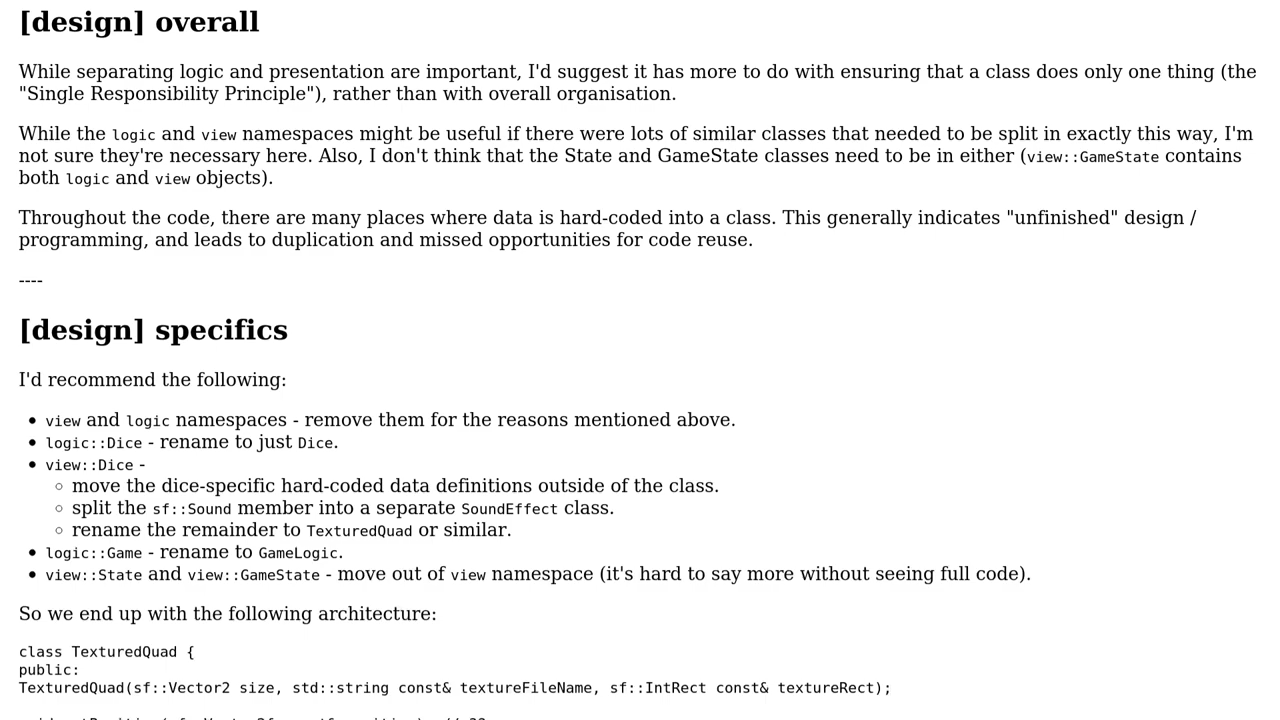 [design] overall
While separating logic and presentation are important, I'd suggest it has more to do with ensuring that a class does only one thing (the
"Single Responsibility Principle"), rather than with overall organisation.
While the logic and view namespaces might be useful if there were lots of similar classes that needed to be split in exactly this way, I'm
not sure they're necessary here. Also, I don't think that the State and GameState classes need to be in either (view::GameState contains
both logic and view objects).
Throughout the code, there are many places where data is hard-coded into a class. This generally indicates "unfinished" design /
programming, and leads to duplication and missed opportunities for code reuse.
----
[design] specifics
I'd recommend the following:
• view and logic namespaces - remove them for the reasons mentioned above.
• logic::Dice - rename to just Dice.
• view::Dice -
◦ move the dice-specific hard-coded data definitions outside of the class.
◦ split the sf::Sound member into a separate SoundEffect class.
◦ rename the remainder to TexturedQuad or similar.
• logic::Game - rename to GameLogic.
• view::State and view::GameState - move out of view namespace (it's hard to say more without seeing full code).
So we end up with the following architecture:
class TexturedQuad {
public:
TexturedQuad(sf::Vector2 size, std::string const& textureFileName, sf::IntRect const& textureRect);